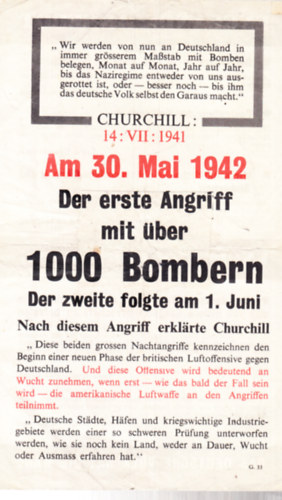 „Wir werden von nun an Deutschland in
immer grösserem Maßstab mit Bomben
belegen, Monat auf Monat, Jahr auf Jahr,
bis das Naziregime entweder von uns aus-
gerottet ist, oder — besser noch — bis ihm
das deutsche Volk selbst den Garaus macht.“
CHURCHILL:
14:VII:1941
Am 30. Mai 1942
Der erste Angriff
mit über
1000 Bombern
Der zweite folgte am 1. Juni
Nach diesem Angriff erklärte Churchill
„Diese beiden grossen Nachtangriffe kennzeichnen den
Beginn einer neuen Phase der britischen Luftoffensive gegen
Deutschland. Und diese Offensive wird bedeutend an
Wucht zunehmen, wenn erst — wie das bald der Fall sein
wird — die amerikanische Luftwaffe an den Angriffen
teilnimmt.
„Deutsche Städte, Häfen und kriegswichtige Industrie-
gebiete werden einer so schweren Prüfung unterworfen
werden, wie sie noch kein Land, weder an Dauer, Wucht
oder Ausmass erfahren hat.“
G. 33